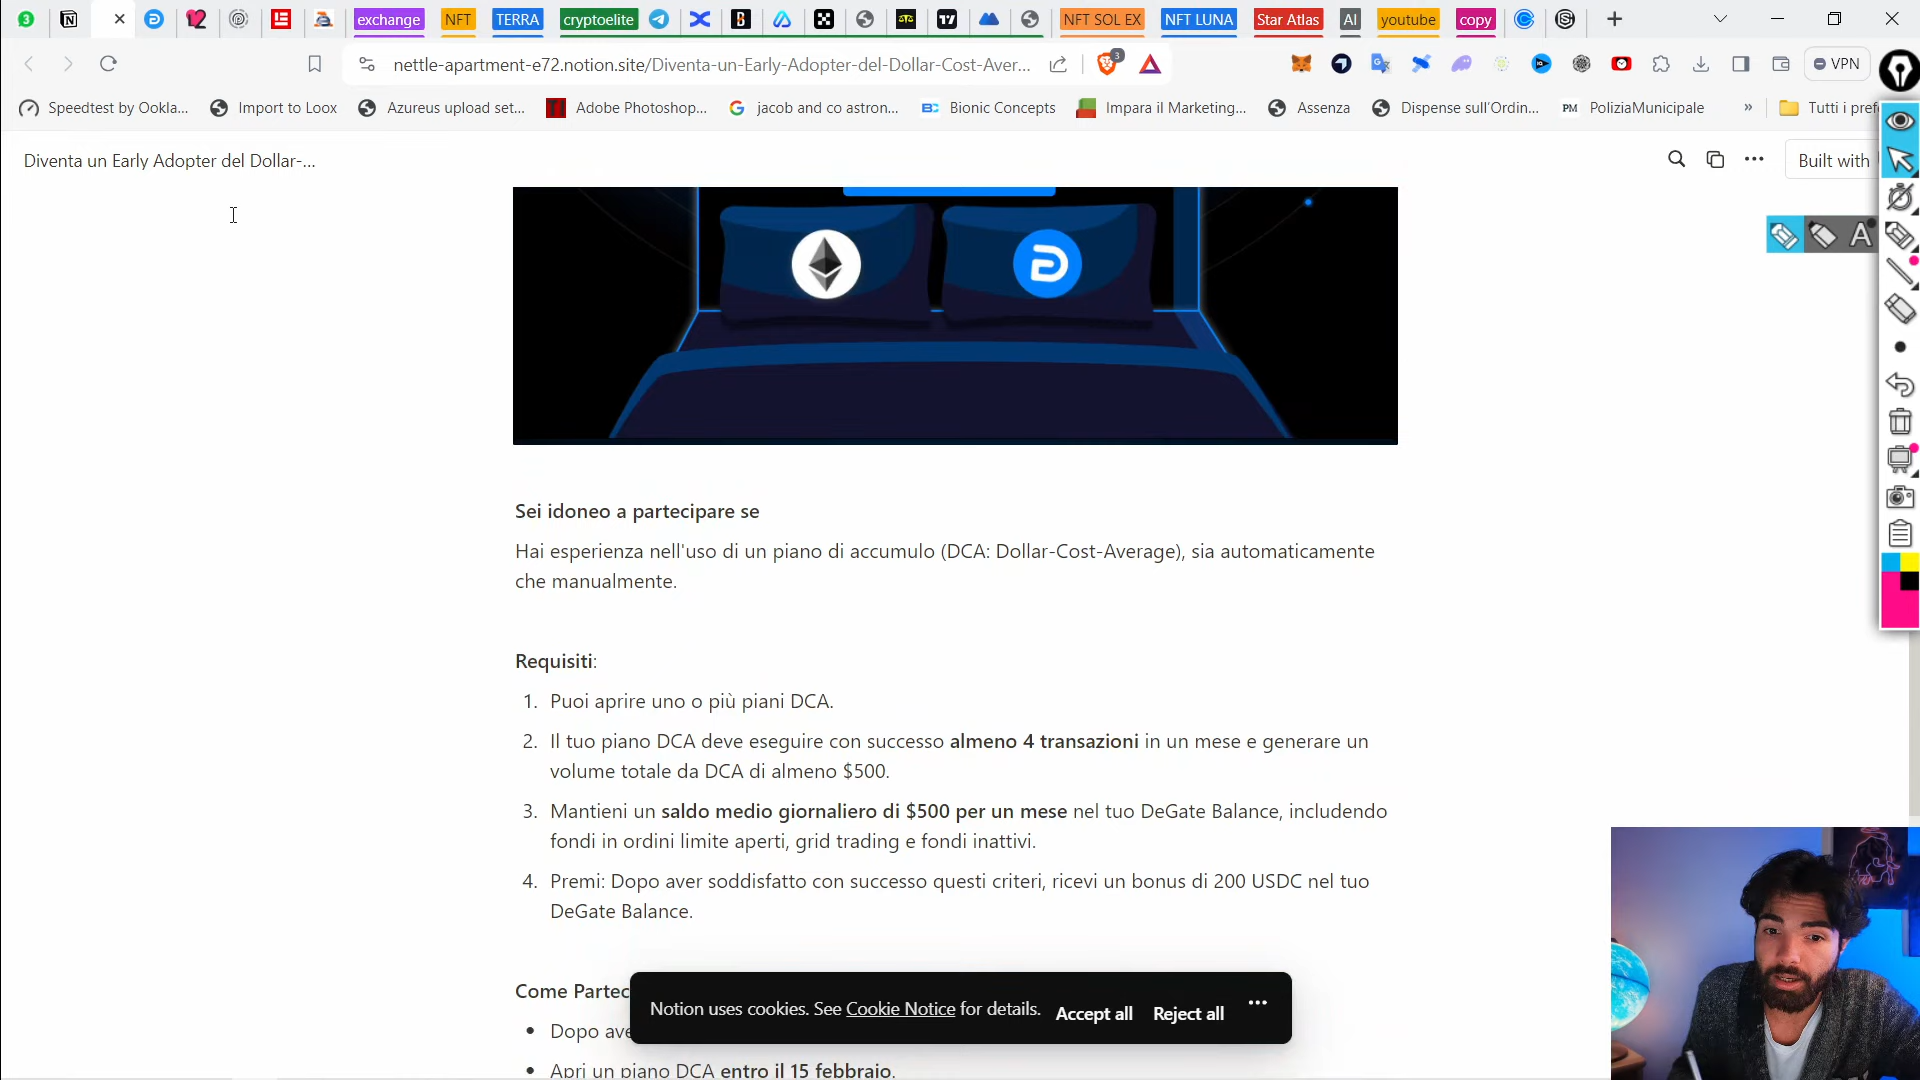 3
exchange
NFT
TERRA
cryptoelite
NFT SOL EX
NFT LUNA
Star Atlas
AI
youtube
copy
nettle-apartment-e72.notion.site/Diventa-un-Early-Adopter-del-Dollar-Cost-Aver...
3
VPN
Speedtest by Ookla...
Import to Loox
Azureus upload set...
Adobe Photoshop...
jacob and co astron...
Bionic Concepts
Impara il Marketing...
Assenza
Dispense sull'Ordin...
PM PoliziaMunicipale
»
Tutti i pref
Diventa un Early Adopter del Dollar-...
Built with
A
Sei idoneo a partecipare se
Hai esperienza nell'uso di un piano di accumulo (DCA: Dollar-Cost-Average), sia automaticamente
che manualmente.
Requisiti:
1. Puoi aprire uno o più piani DCA.
2. Il tuo piano DCA deve eseguire con successo almeno 4 transazioni in un mese e generare un
volume totale da DCA di almeno $500.
3. Mantieni un saldo medio giornaliero di $500 per un mese nel tuo DeGate Balance, includendo
fondi in ordini limite aperti, grid trading e fondi inattivi.
4. Premi: Dopo aver soddisfatto con successo questi criteri, ricevi un bonus di 200 USDC nel tuo
DeGate Balance.
Come Partec
Notion uses cookies. See Cookie Notice for details. Accept all Reject all
• Dopo ave
• Apri un piano DCA entro il 15 febbraio.